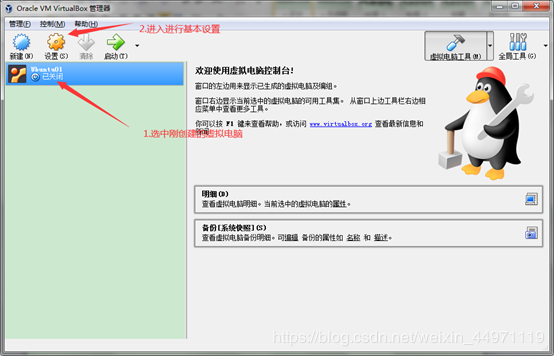 Oracle VM VirtualBox 管理器
管理(F) 控制(M) 帮助(H)
2.进入进行基本设置
新建(N) 设置(S) 清除 启动(T) 虚拟电脑工具(M) 全局工具(G)
Ubuntu01
已关闭
1.选中刚创建的虚拟电脑
欢迎使用虚拟电脑控制台!
窗口的左边用来显示已生成的虚拟电脑及编组。
窗口右边显示当前选中的虚拟电脑的可用工具集。 从窗口上边工具栏右边相
应菜单中查看更多工具。
你可以按 F1 键来查看帮助，或访问 www.virtualbox.org 查看最新信息和
新闻
明细(D)
查看虚拟电脑明细。当前选中的虚拟电脑的属性。
备份[系统快照](S)
查看虚拟电脑备份明细。可编辑 备份的属性如 名称 和 描述。
https://blog.csdn.net/weixin_44971119